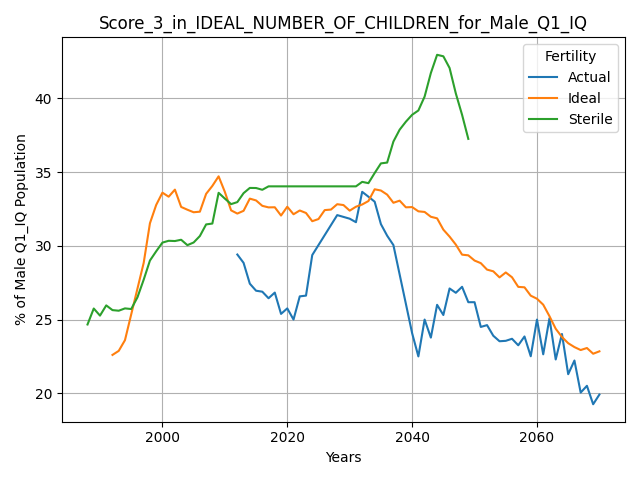 Score_3_in_IDEAL_NUMBER_OF_CHILDREN_for_Male_Q1_IQ
Fertility
Actual
Ideal
Sterile
% of Male Q1_IQ Population
40
35
30
25
20
2000
2020
2040
2060
Years